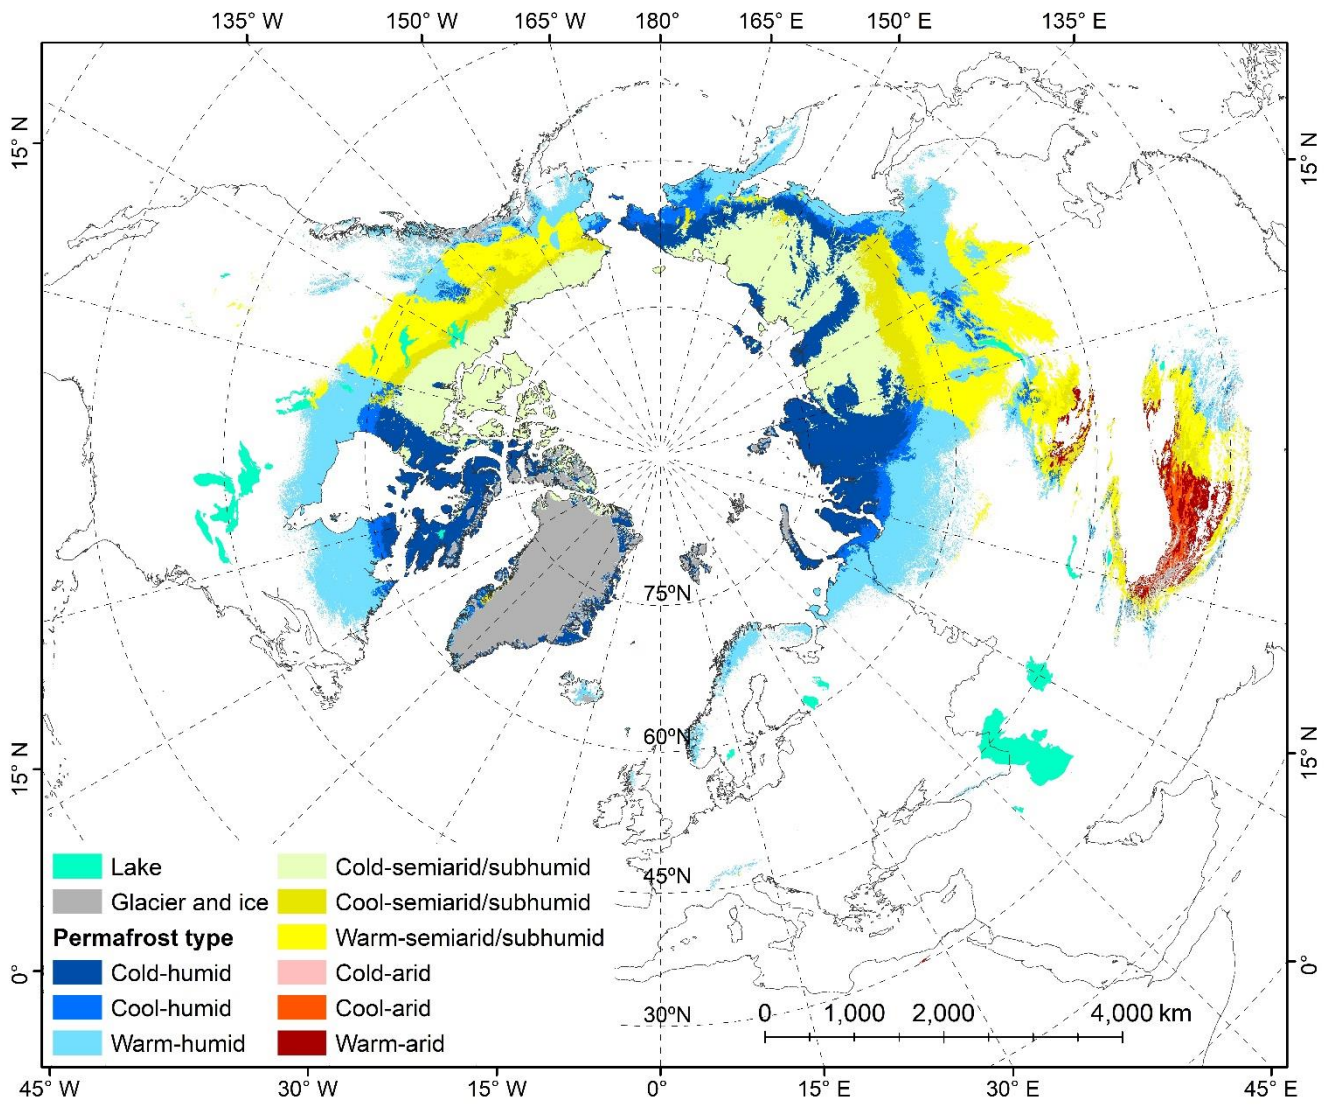 135° W 150° W 165° W 180° 165° E 150° E 135° E
15° N
15° N
75°N
60°N
15° N
15° N
45°N
30°N
0°
0°
Lake
Glacier and ice
Permafrost type
Cold-humid
Cool-humid
Warm-humid
Cold-semiarid/subhumid
Cool-semiarid/subhumid
Warm-semiarid/subhumid
Cold-arid
Cool-arid
Warm-arid
0 1,000 2,000 4,000 km
45° W 30° W 15° W 0° 15° E 30° E 45° E